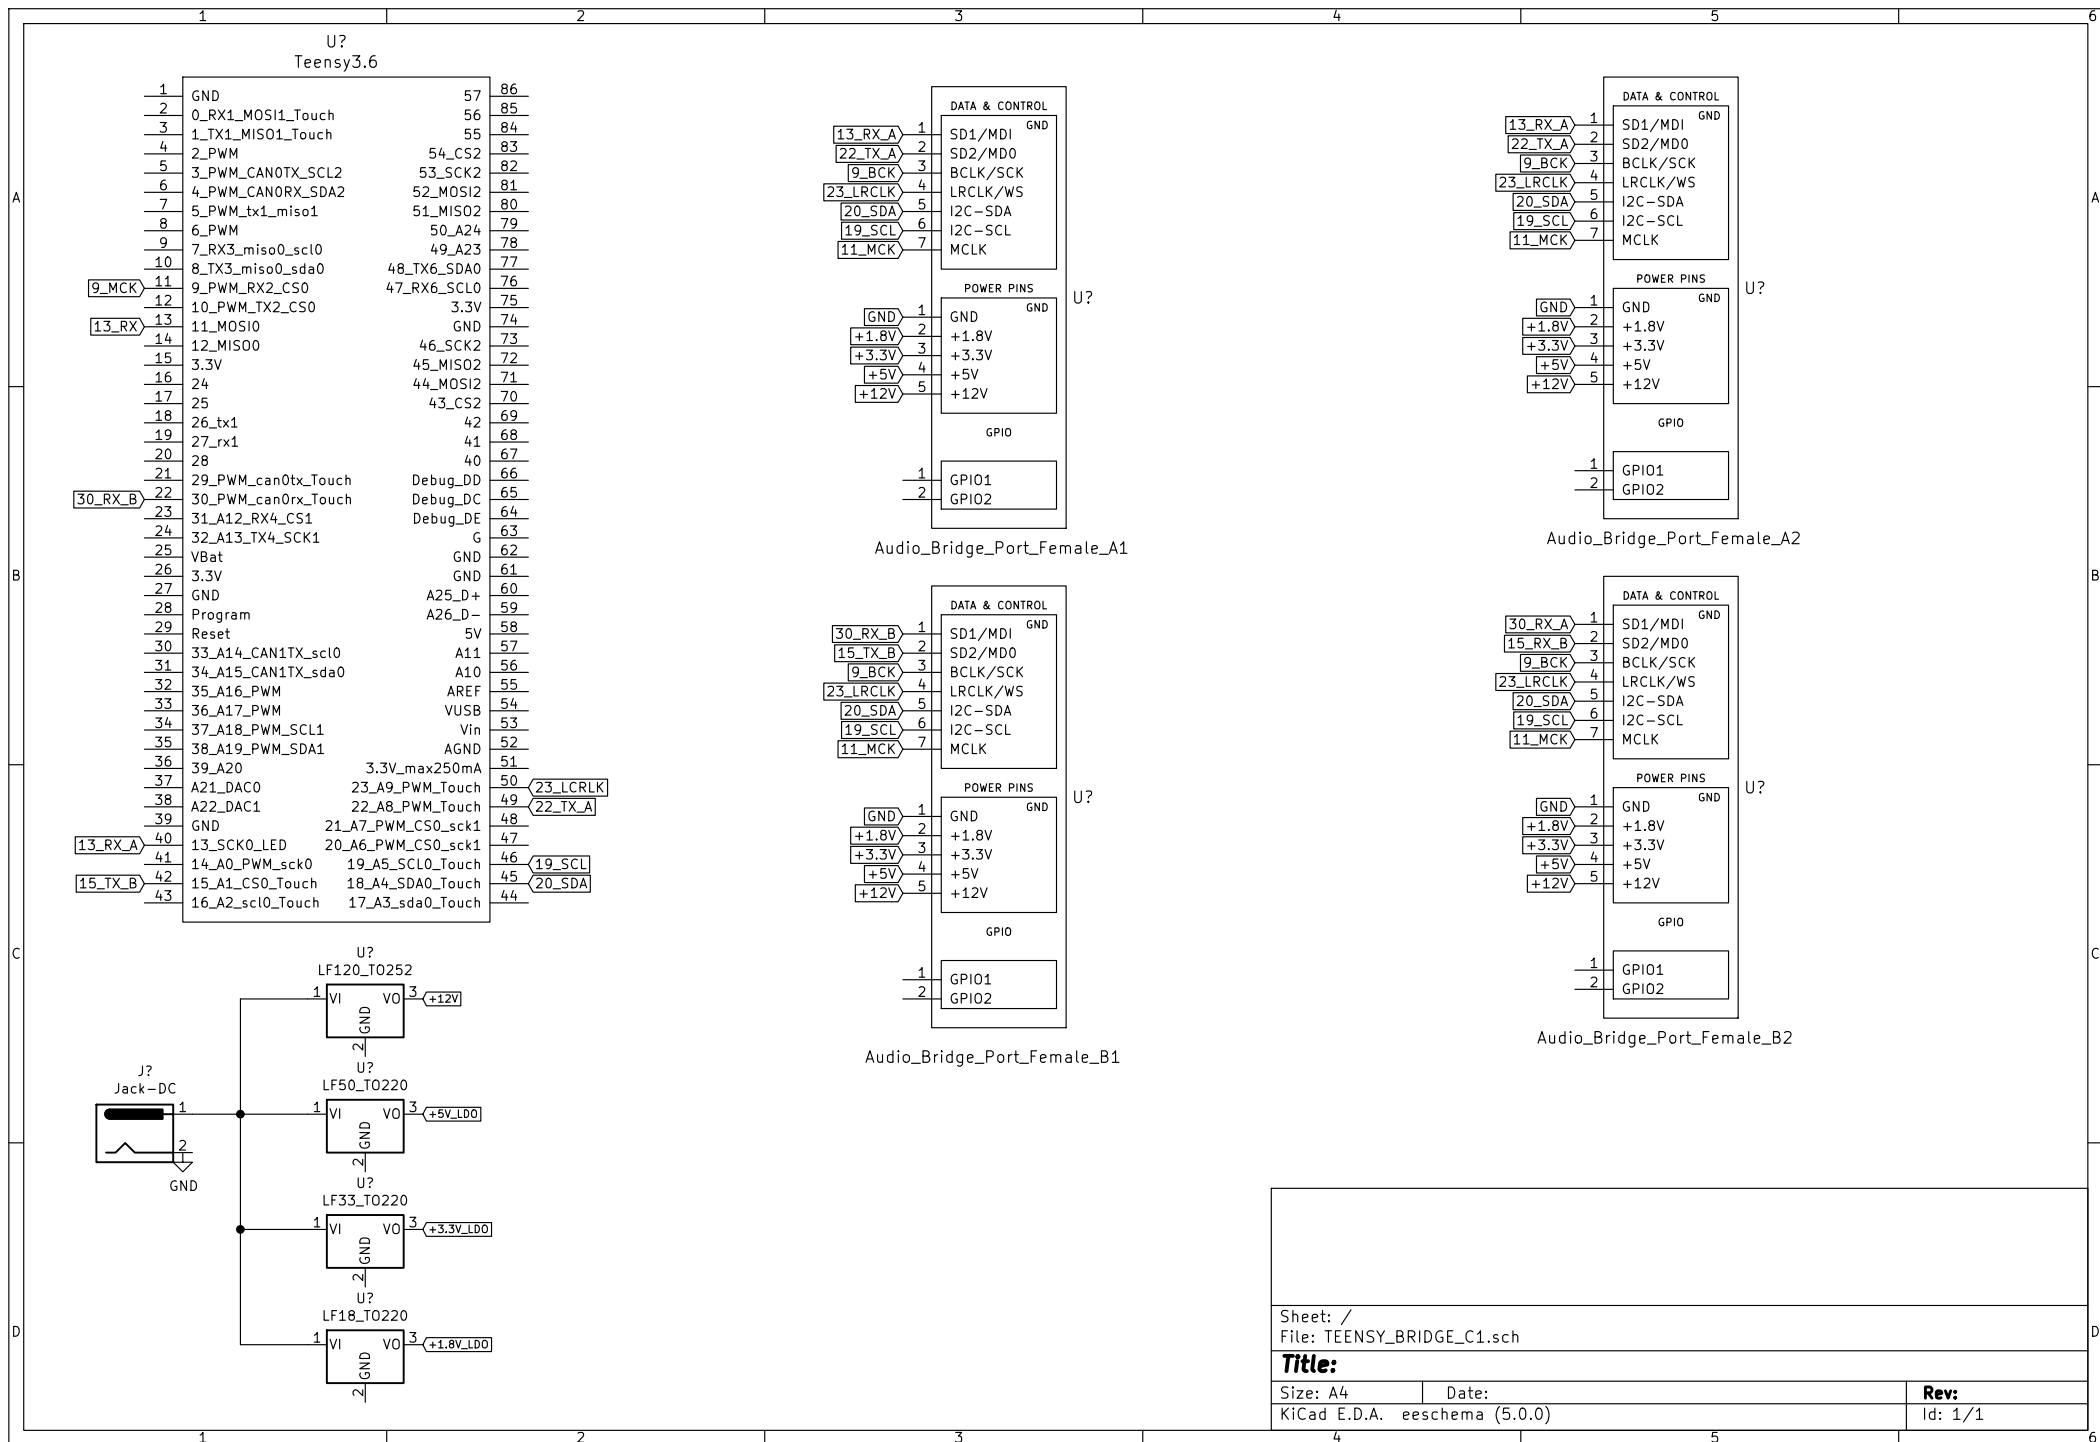 1 2 3 4 5 6
U?
Teensy3.6
1 GND 57 86
2 0_RX1_MOSI1_Touch 56 85
3 1_TX1_MISO1_Touch 55 84
4 2_PWM 54_CS2 83
5 3_PWM_CAN0TX_SCL2 53_SCK2 82
6 4_PWM_CAN0RX_SDA2 52_MOSI2 81
7 5_PWM_tx1_miso1 51_MISO2 80
8 6_PWM 50_A24 79
9 7_RX3_miso0_scl0 49_A23 78
10 8_TX3_miso0_sda0 48_TX6_SDA0 77
9_MCK 11 9_PWM_RX2_CS0 47_RX6_SCL0 76
12 10_PWM_TX2_CS0 3.3V 75
13_RX 13 11_MOSI0 GND 74
14 12_MISO0 46_SCK2 73
15 3.3V 45_MISO2 72
16 24 44_MOSI2 71
17 25 43_CS2 70
18 26_tx1 42 69
19 27_rx1 41 68
20 28 40 67
21 29_PWM_can0tx_Touch Debug_DD 66
30_RX_B 22 30_PWM_can0rx_Touch Debug_DC 65
23 31_A12_RX4_CS1 Debug_DE 64
24 32_A13_TX4_SCK1 G 63
25 VBat GND 62
26 3.3V GND 61
27 GND A25_D+ 60
28 Program A26_D- 59
29 Reset 5V 58
30 33_A14_CAN1TX_scl0 A11 57
31 34_A15_CAN1TX_sda0 A10 56
32 35_A16_PWM AREF 55
33 36_A17_PWM VUSB 54
34 37_A18_PWM_SCL1 Vin 53
35 38_A19_PWM_SDA1 AGND 52
36 39_A20 3.3V_max250mA 51
37 A21_DAC0 23_A9_PWM_Touch 50 23_LCRLK
38 A22_DAC1 22_A8_PWM_Touch 49 22_TX_A
39 GND 21_A7_PWM_CS0_sck1 48
13_RX_A 40 13_SCK0_LED 20_A6_PWM_CS0_sck1 47
41 14_A0_PWM_sck0 19_A5_SCL0_Touch 46 19_SCL
15_TX_B 42 15_A1_CS0_Touch 18_A4_SDA0_Touch 45 20_SDA
43 16_A2_scl0_Touch 17_A3_sda0_Touch 44
DATA & CONTROL
GND
13_RX_A 1 SD1/MDI
22_TX_A 2 SD2/MD0
9_BCK 3 BCLK/SCK
23_LRCLK 4 LRCLK/WS
20_SDA 5 I2C-SDA
19_SCL 6 I2C-SCL
11_MCK 7 MCLK
POWER PINS
U?
GND 1 GND GND
+1.8V 2 +1.8V
+3.3V 3 +3.3V
+5V 4 +5V
+12V 5 +12V
GPIO
1 GPIO1
2 GPIO2
Audio_Bridge_Port_Female_A1
DATA & CONTROL
GND
13_RX_A 1 SD1/MDI
22_TX_A 2 SD2/MD0
9_BCK 3 BCLK/SCK
23_LRCLK 4 LRCLK/WS
20_SDA 5 I2C-SDA
19_SCL 6 I2C-SCL
11_MCK 7 MCLK
POWER PINS
U?
GND 1 GND GND
+1.8V 2 +1.8V
+3.3V 3 +3.3V
+5V 4 +5V
+12V 5 +12V
GPIO
1 GPIO1
2 GPIO2
Audio_Bridge_Port_Female_A2
DATA & CONTROL
GND
30_RX_B 1 SD1/MDI
15_TX_B 2 SD2/MD0
9_BCK 3 BCLK/SCK
23_LRCLK 4 LRCLK/WS
20_SDA 5 I2C-SDA
19_SCL 6 I2C-SCL
11_MCK 7 MCLK
POWER PINS
U?
GND 1 GND GND
+1.8V 2 +1.8V
+3.3V 3 +3.3V
+5V 4 +5V
+12V 5 +12V
GPIO
1 GPIO1
2 GPIO2
Audio_Bridge_Port_Female_B1
DATA & CONTROL
GND
30_RX_A 1 SD1/MDI
15_RX_B 2 SD2/MD0
9_BCK 3 BCLK/SCK
23_LRCLK 4 LRCLK/WS
20_SDA 5 I2C-SDA
19_SCL 6 I2C-SCL
11_MCK 7 MCLK
POWER PINS
U?
GND 1 GND GND
+1.8V 2 +1.8V
+3.3V 3 +3.3V
+5V 4 +5V
+12V 5 +12V
GPIO
1 GPIO1
2 GPIO2
Audio_Bridge_Port_Female_B2
U?
LF120_TO252
1 VI VO 3 +12V
GND
2
U?
LF50_TO220
1 VI VO 3 +5V_LDO
GND
2
U?
LF33_TO220
1 VI VO 3 +3.3V_LDO
GND
2
U?
LF18_TO220
1 VI VO 3 +1.8V_LDO
GND
2
J?
Jack-DC
1
2
GND
A A
B B
C C
D D
Sheet: /
File: TEENSY_BRIDGE_C1.sch
Title:
Size: A4 Date: Rev:
KiCad E.D.A. eeschema (5.0.0) Id: 1/1
1 2 3 4 5 6